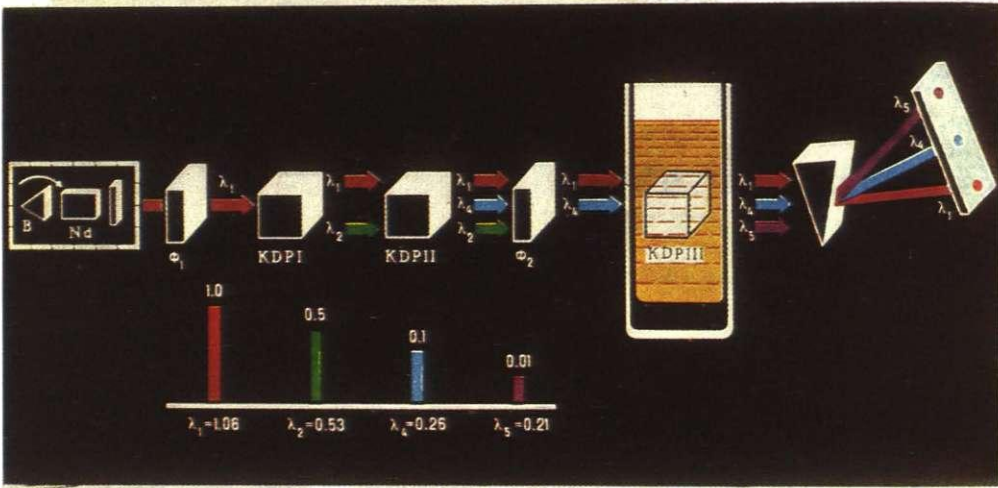 B
Nd
Φ₁
λ₁
KDPI
λ₁
λ₂
KDPII
λ₁
λ₄
λ₂
Φ₂
λ₁
λ₄
KDPIII
λ₁
λ₄
λ₅
λ₅
λ₄
λ₁
1.0
0.5
0.1
0.01
λ₁=1.06
λ₂=0.53
λ₄=0.26
λ₅=0.21